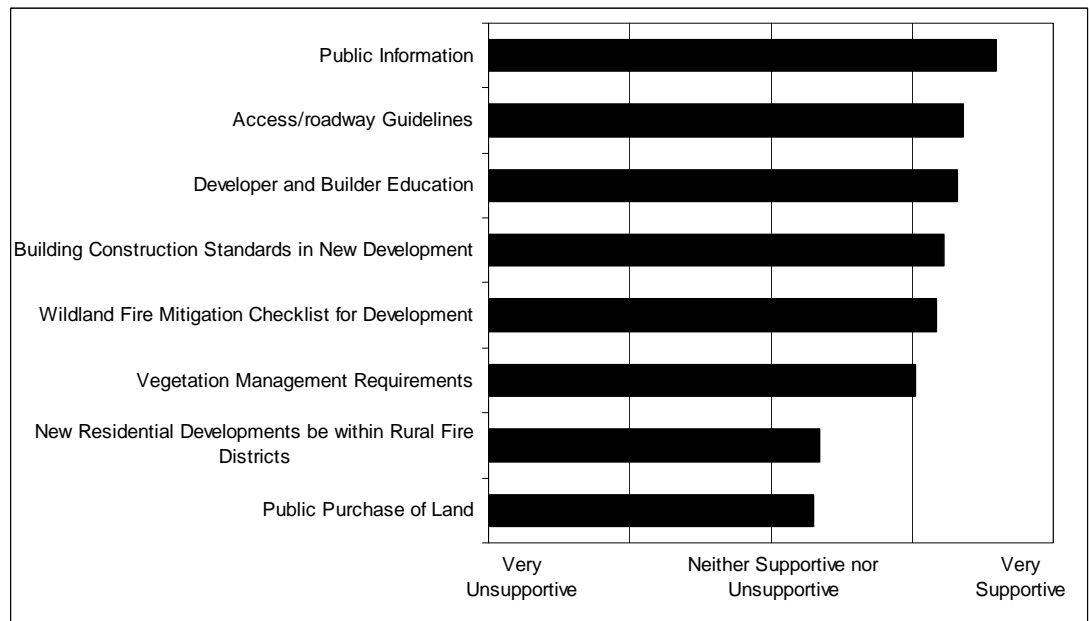 Public Information
Access/roadway Guidelines
Developer and Builder Education
Building Construction Standards in New Development
Wildland Fire Mitigation Checklist for Development
Vegetation Management Requirements
New Residential Developments be within Rural Fire
Districts
Public Purchase of Land
Very
Unsupportive
Neither Supportive nor
Unsupportive
Very
Supportive